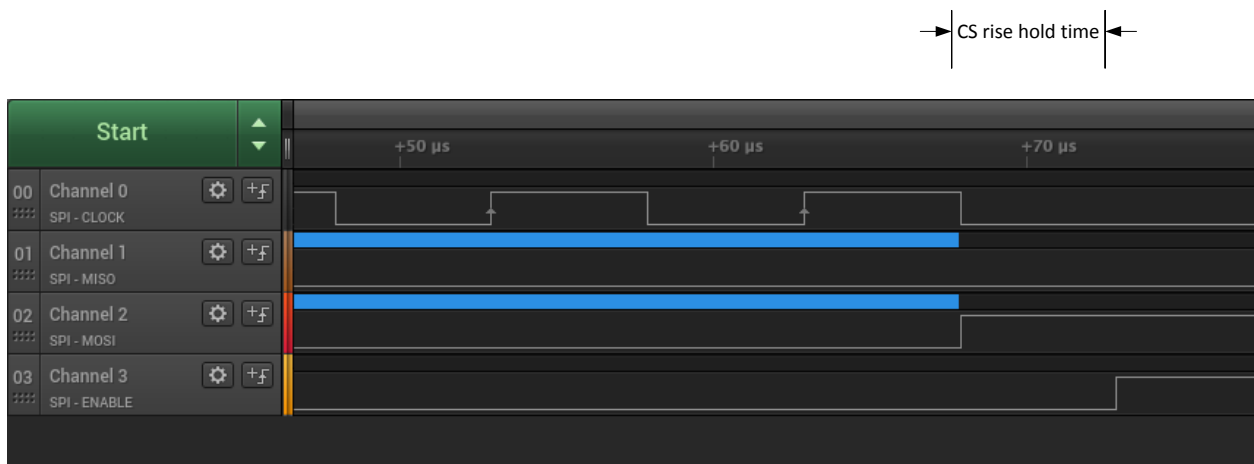 CS rise hold time
Start
+50 µs +60 µs +70 µs
00 Channel 0
SPI - CLOCK
01 Channel 1
SPI - MISO
02 Channel 2
SPI - MOSI
03 Channel 3
SPI - ENABLE